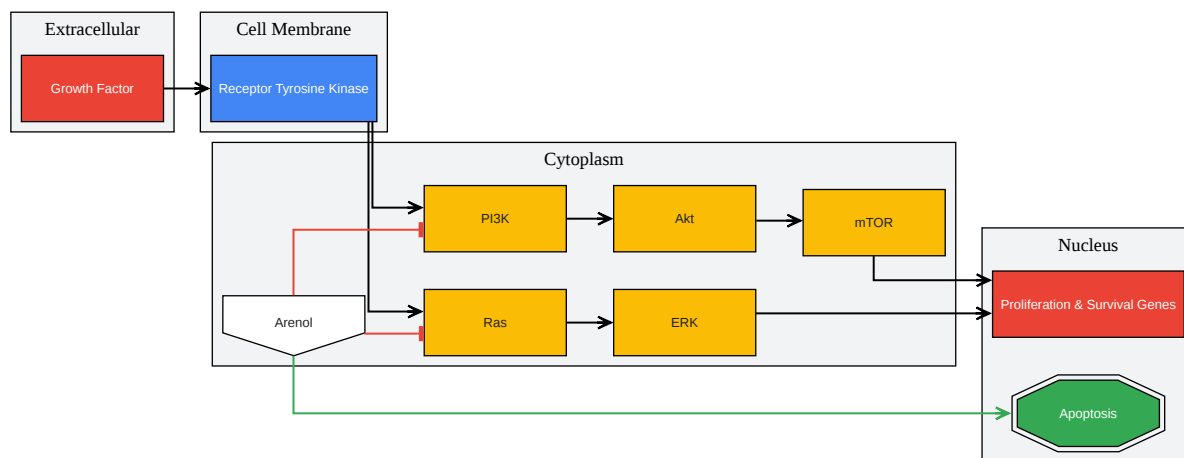 Extracellular
Cell Membrane
Growth Factor
Receptor Tyrosine Kinase
Cytoplasm
PI3K
Akt
mTOR
Nucleus
Proliferation & Survival Genes
Arenol
Ras
ERK
Apoptosis